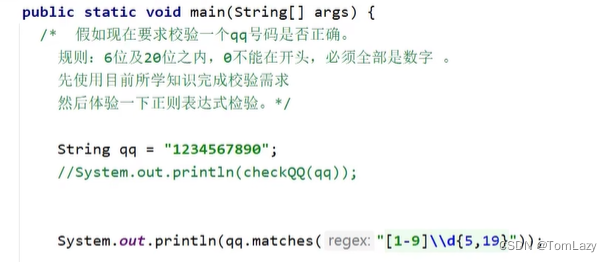 public static void main(String[] args) {
/* 假如现在要求校验一个qq号码是否正确。
规则：6位及20位之内，0不能在开头，必须全部是数字 。
先使用目前所学知识完成校验需求
然后体验一下正则表达式检验。*/
String qq = "1234567890";
//System.out.println(checkQQ(qq));
System.out.println(qq.matches( regex: "[1-9]\\d{5,19}"));
CSDN @TomLazy